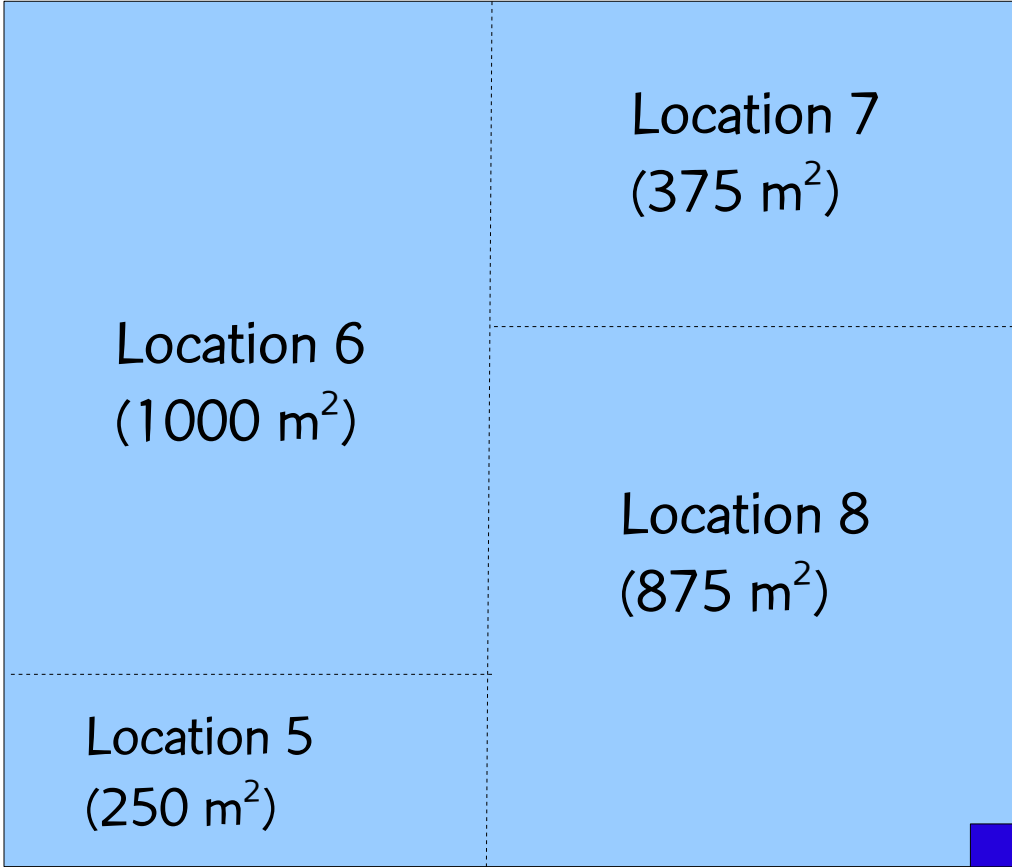 Location 7
(375 m²)
Location 6
(1000 m²)
Location 8
(875 m²)
Location 5
(250 m²)